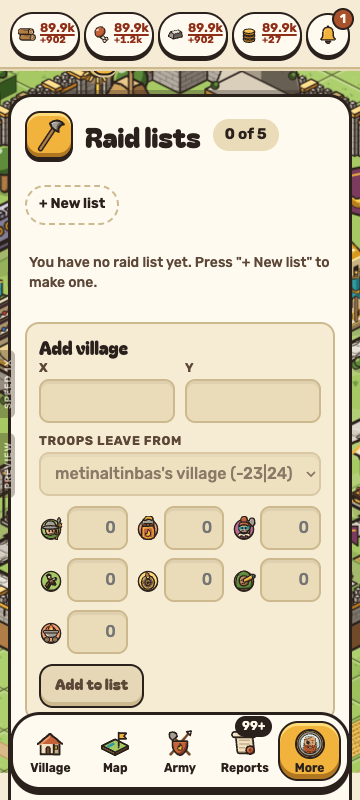 89.9k
+902
89.9k
+1.2k
89.9k
+902
89.9k
+27
1
Raid lists
0 of 5
+ New list
You have no raid list yet. Press "+ New list" to
make one.
Add village
X
Y
SPEED 1X
TROOPS LEAVE FROM
PREVIEW
metinaltinbas's village (-23|24)
0
0
0
0
0
0
0
Add to list
99+
Village
Map
Army
Reports
More